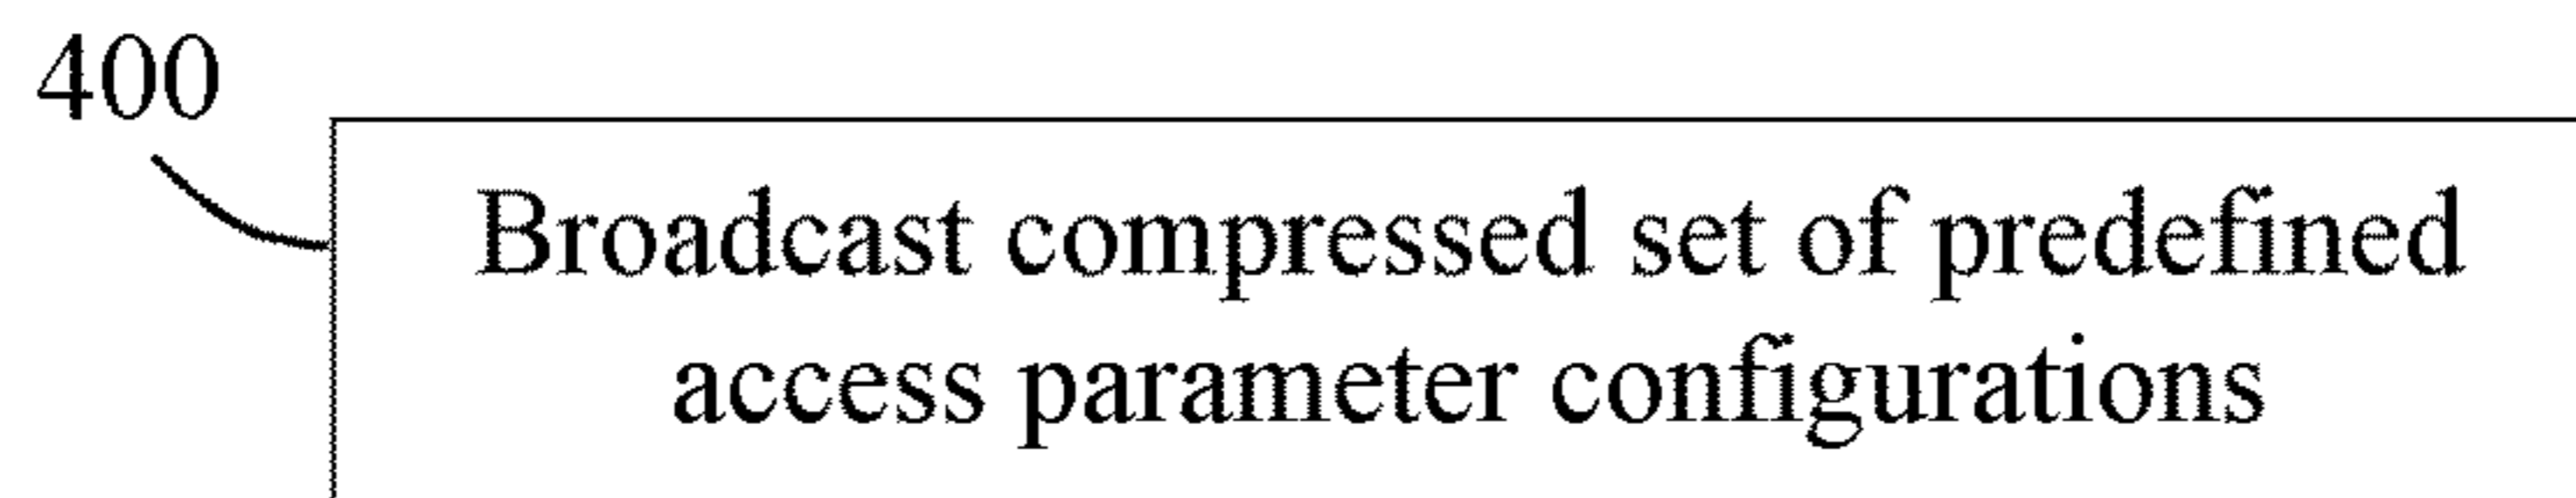 400
Broadcast compressed set of predefined
access parameter configurations